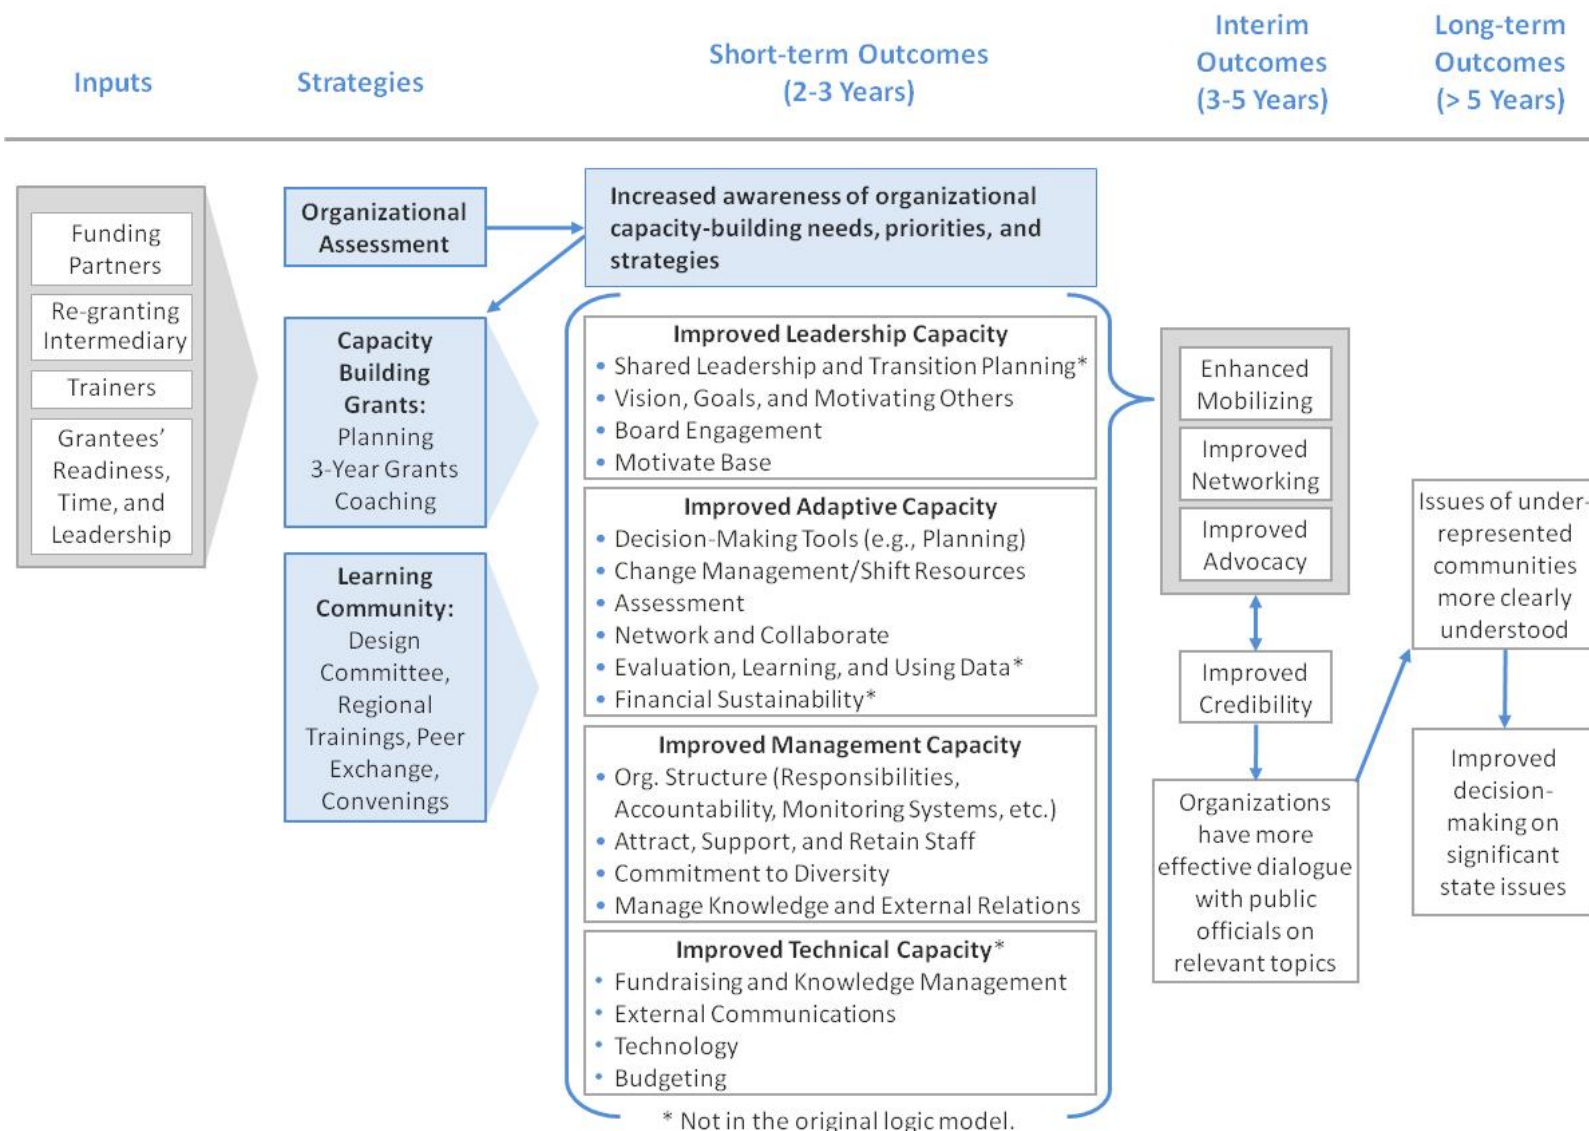 Inputs
Strategies
Short-term Outcomes
(2-3 Years)
Interim
Outcomes
(3-5 Years)
Long-term
Outcomes
(> 5 Years)
Funding
Partners
Re-granting
Intermediary
Trainers
Grantees’
Readiness,
Time, and
Leadership
Organizational
Assessment
Capacity
Building
Grants:
Planning
3-Year Grants
Coaching
Learning
Community:
Design
Committee,
Regional
Trainings, Peer
Exchange,
Convenings
Increased awareness of organizational
capacity-building needs, priorities, and
strategies
Improved Leadership Capacity
• Shared Leadership and Transition Planning*
• Vision, Goals, and Motivating Others
• Board Engagement
• Motivate Base
Improved Adaptive Capacity
• Decision-Making Tools (e.g., Planning)
• Change Management/Shift Resources
• Assessment
• Network and Collaborate
• Evaluation, Learning, and Using Data*
• Financial Sustainability*
Improved Management Capacity
• Org. Structure (Responsibilities,
Accountability, Monitoring Systems, etc.)
• Attract, Support, and Retain Staff
• Commitment to Diversity
• Manage Knowledge and External Relations
Improved Technical Capacity*
• Fundraising and Knowledge Management
• External Communications
• Technology
• Budgeting
* Not in the original logic model.
Enhanced
Mobilizing
Improved
Networking
Improved
Advocacy
Improved
Credibility
Organizations
have more
effective dialogue
with public
officials on
relevant topics
Issues of under-
represented
communities
more clearly
understood
Improved
decision-
making on
significant
state issues